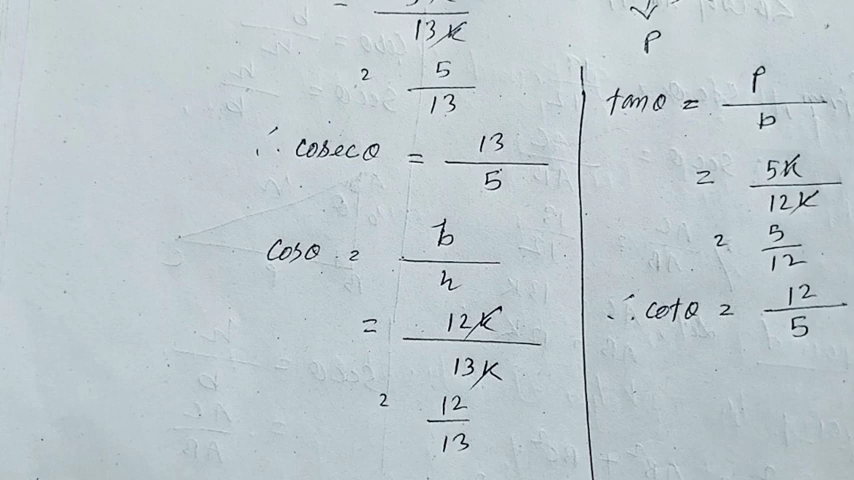 = 5k/13k
= 5/13
∴ cosecθ = 13/5
cosθ = b/h
= 12k/13k
= 12/13
P
tanθ = P/b
= 5k/12k
= 5/12
∴ cotθ = 12/5